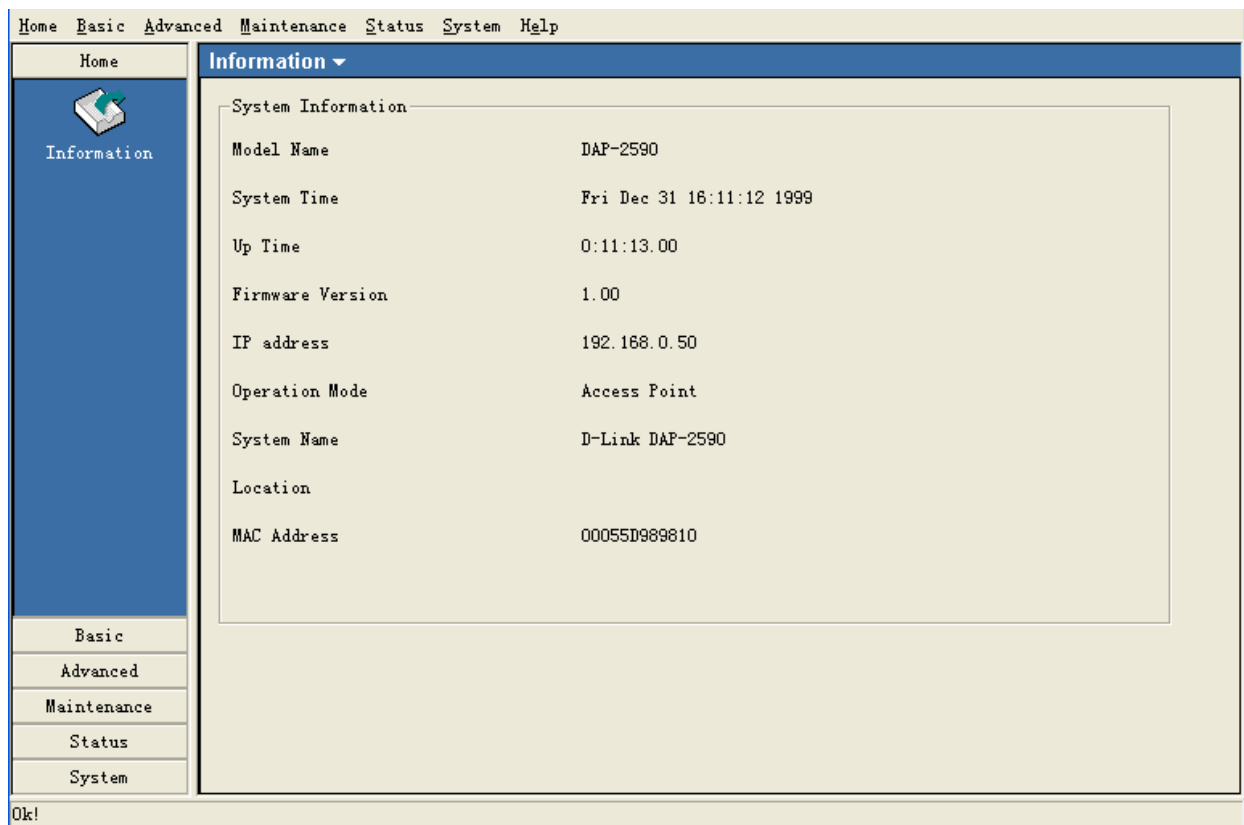 Home Basic Advanced Maintenance Status System Help
Home
Information
Information
System Information
Model Name DAP-2590
System Time Fri Dec 31 16:11:12 1999
Up Time 0:11:13.00
Firmware Version 1.00
IP address 192.168.0.50
Operation Mode Access Point
System Name D-Link DAP-2590
Location
MAC Address 00055D989810
Basic
Advanced
Maintenance
Status
System
Ok!